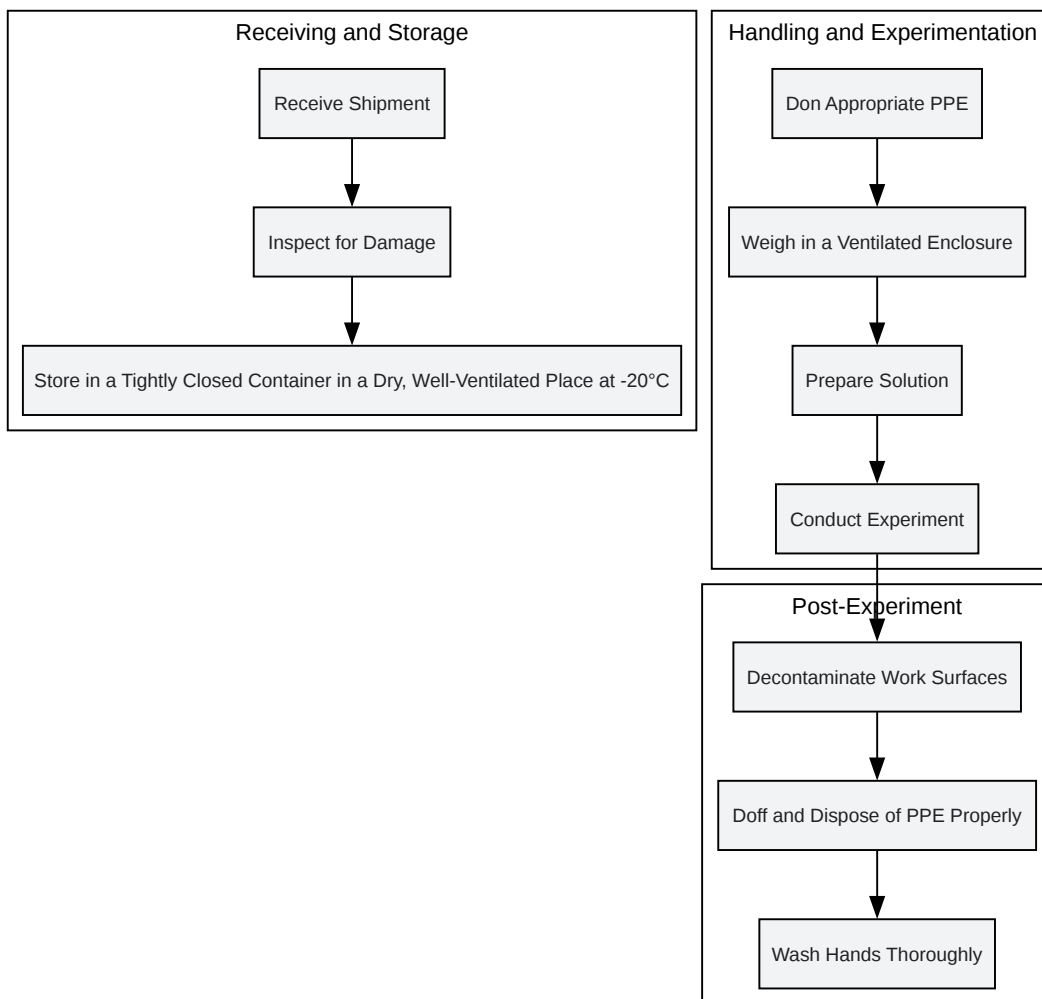 Receiving and Storage
Receive Shipment
Inspect for Damage
Store in a Tightly Closed Container in a Dry, Well-Ventilated Place at -20°C
Handling and Experimentation
Don Appropriate PPE
Weigh in a Ventilated Enclosure
Prepare Solution
Conduct Experiment
Post-Experiment
Decontaminate Work Surfaces
Doff and Dispose of PPE Properly
Wash Hands Thoroughly